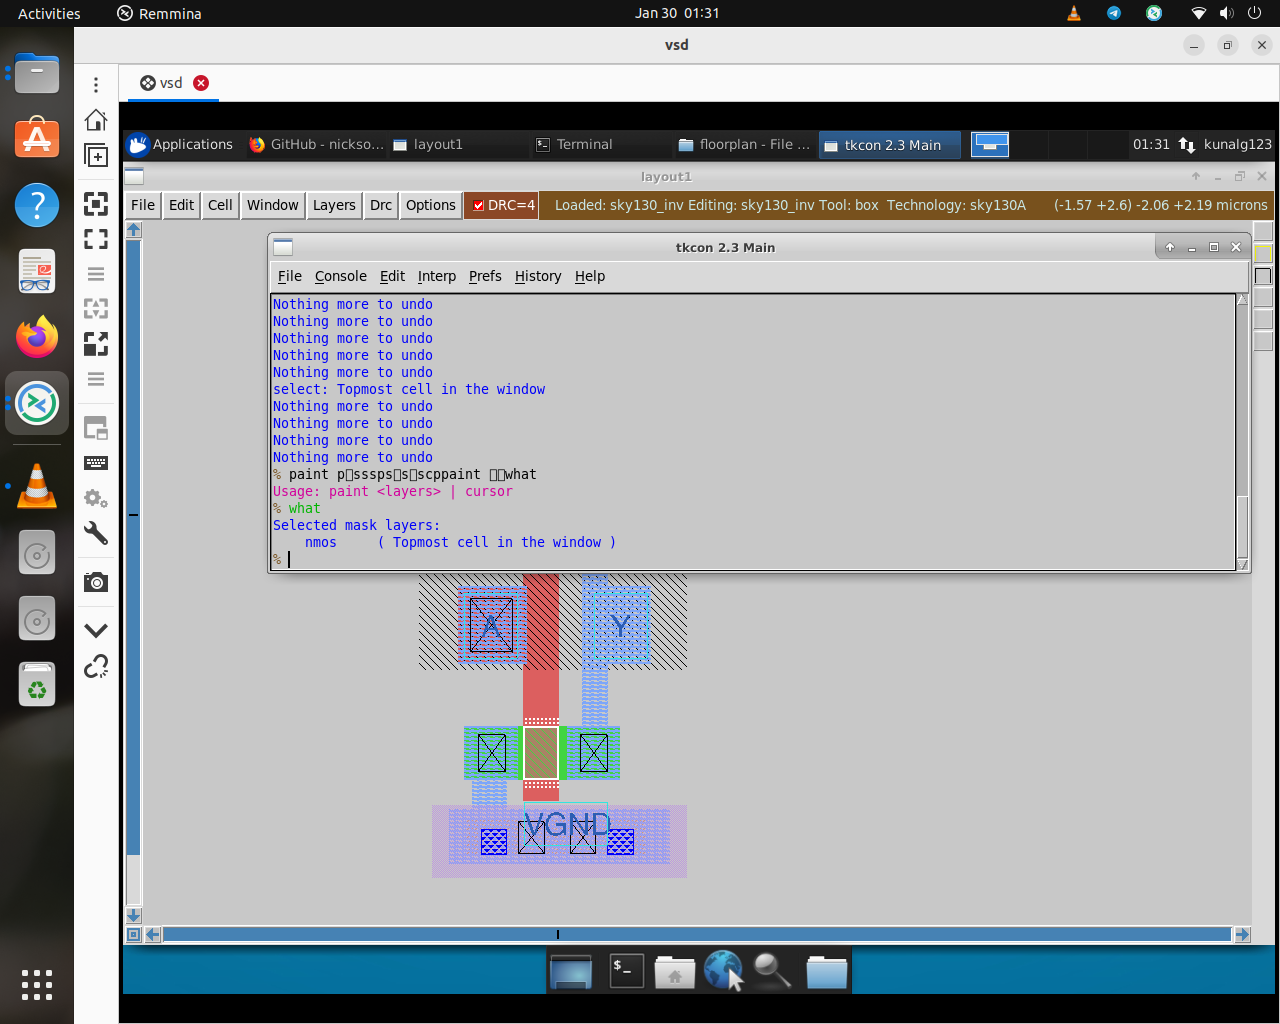 Activities
Remmina
Jan 30 01:31
vsd
vsd
Applications
GitHub - nickso...
layout1
Terminal
floorplan - File ...
tkcon 2.3 Main
01:31
kunalg123
layout1
File Edit Cell Window Layers Drc Options DRC=4 Loaded: sky130_inv Editing: sky130_inv Tool: box Technology: sky130A (-1.57 +2.6) -2.06 +2.19 microns
tkcon 2.3 Main
File Console Edit Interp Prefs History Help
Nothing more to undo
Nothing more to undo
Nothing more to undo
Nothing more to undo
Nothing more to undo
select: Topmost cell in the window
Nothing more to undo
Nothing more to undo
Nothing more to undo
Nothing more to undo
% paint p□sssps□s□scppaint □□what
Usage: paint <layers> | cursor
% what
Selected mask layers:
nmos ( Topmost cell in the window )
%
A
Y
VGND